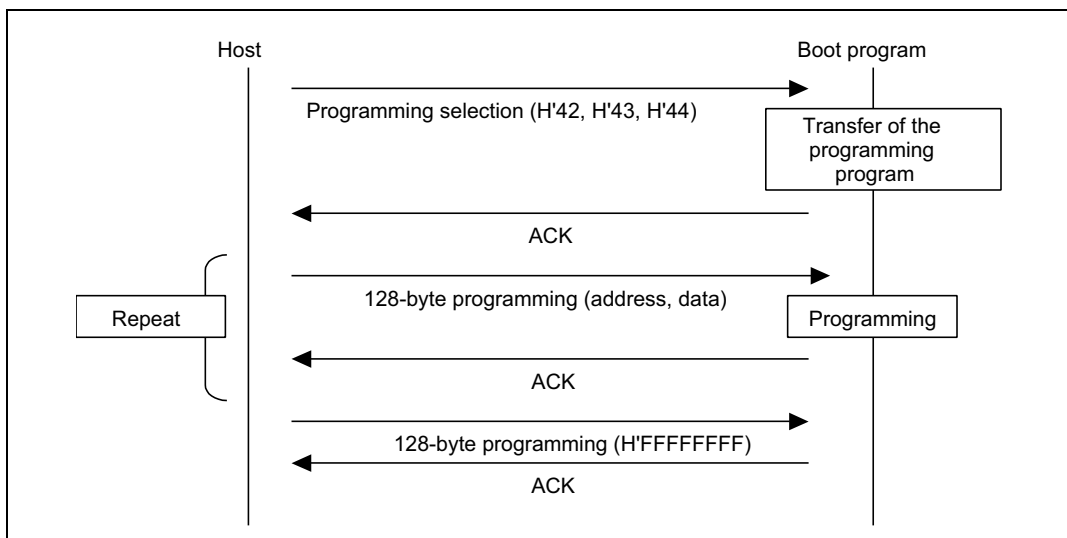 Host
Boot program
Programming selection (H'42, H'43, H'44)
Transfer of the
programming
program
ACK
128-byte programming (address, data)
Repeat
Programming
ACK
128-byte programming (H'FFFFFFFF)
ACK